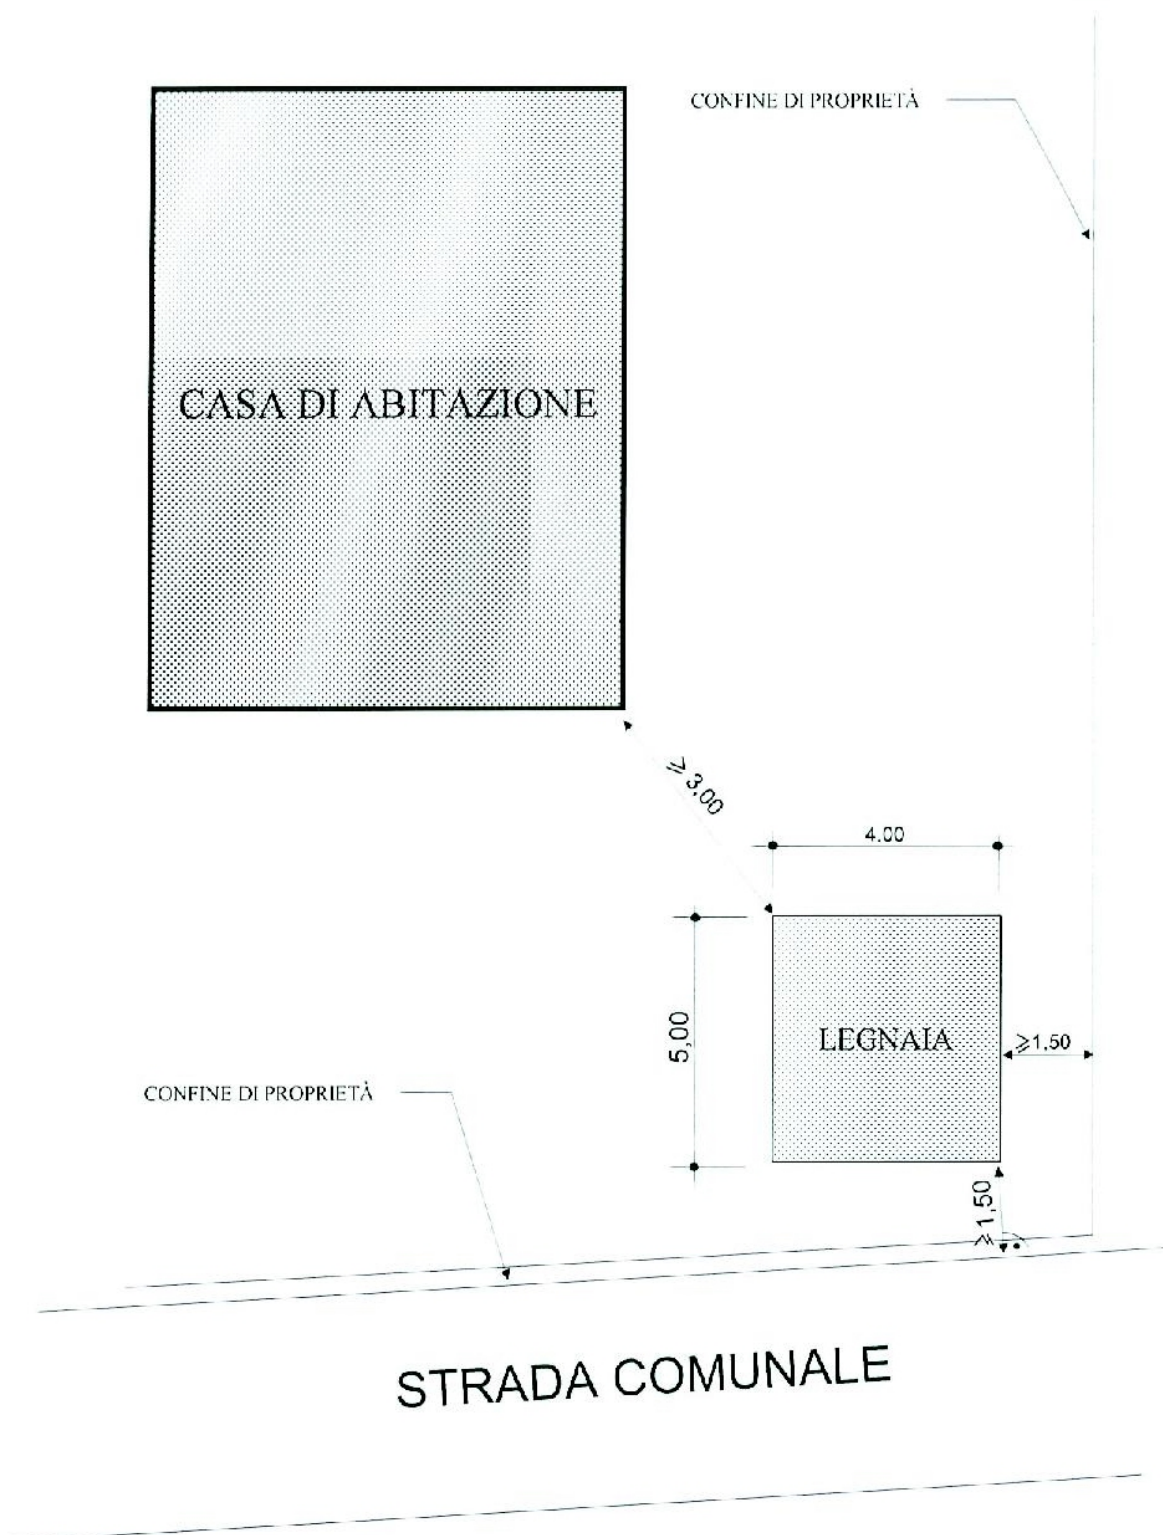 CONFINE DI PROPRIETÀ
CASA DI ABITAZIONE
≥ 3,00
4.00
5,00
LEGNAIA
≥1,50
CONFINE DI PROPRIETÀ
≥1,50
STRADA COMUNALE